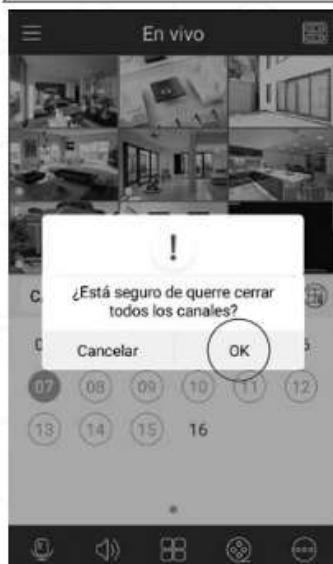 En vivo
!
¿Está seguro de querre cerrar
todos los canales?
Cancelar
OK
07 08 09 10 11 12
13 14 15 16